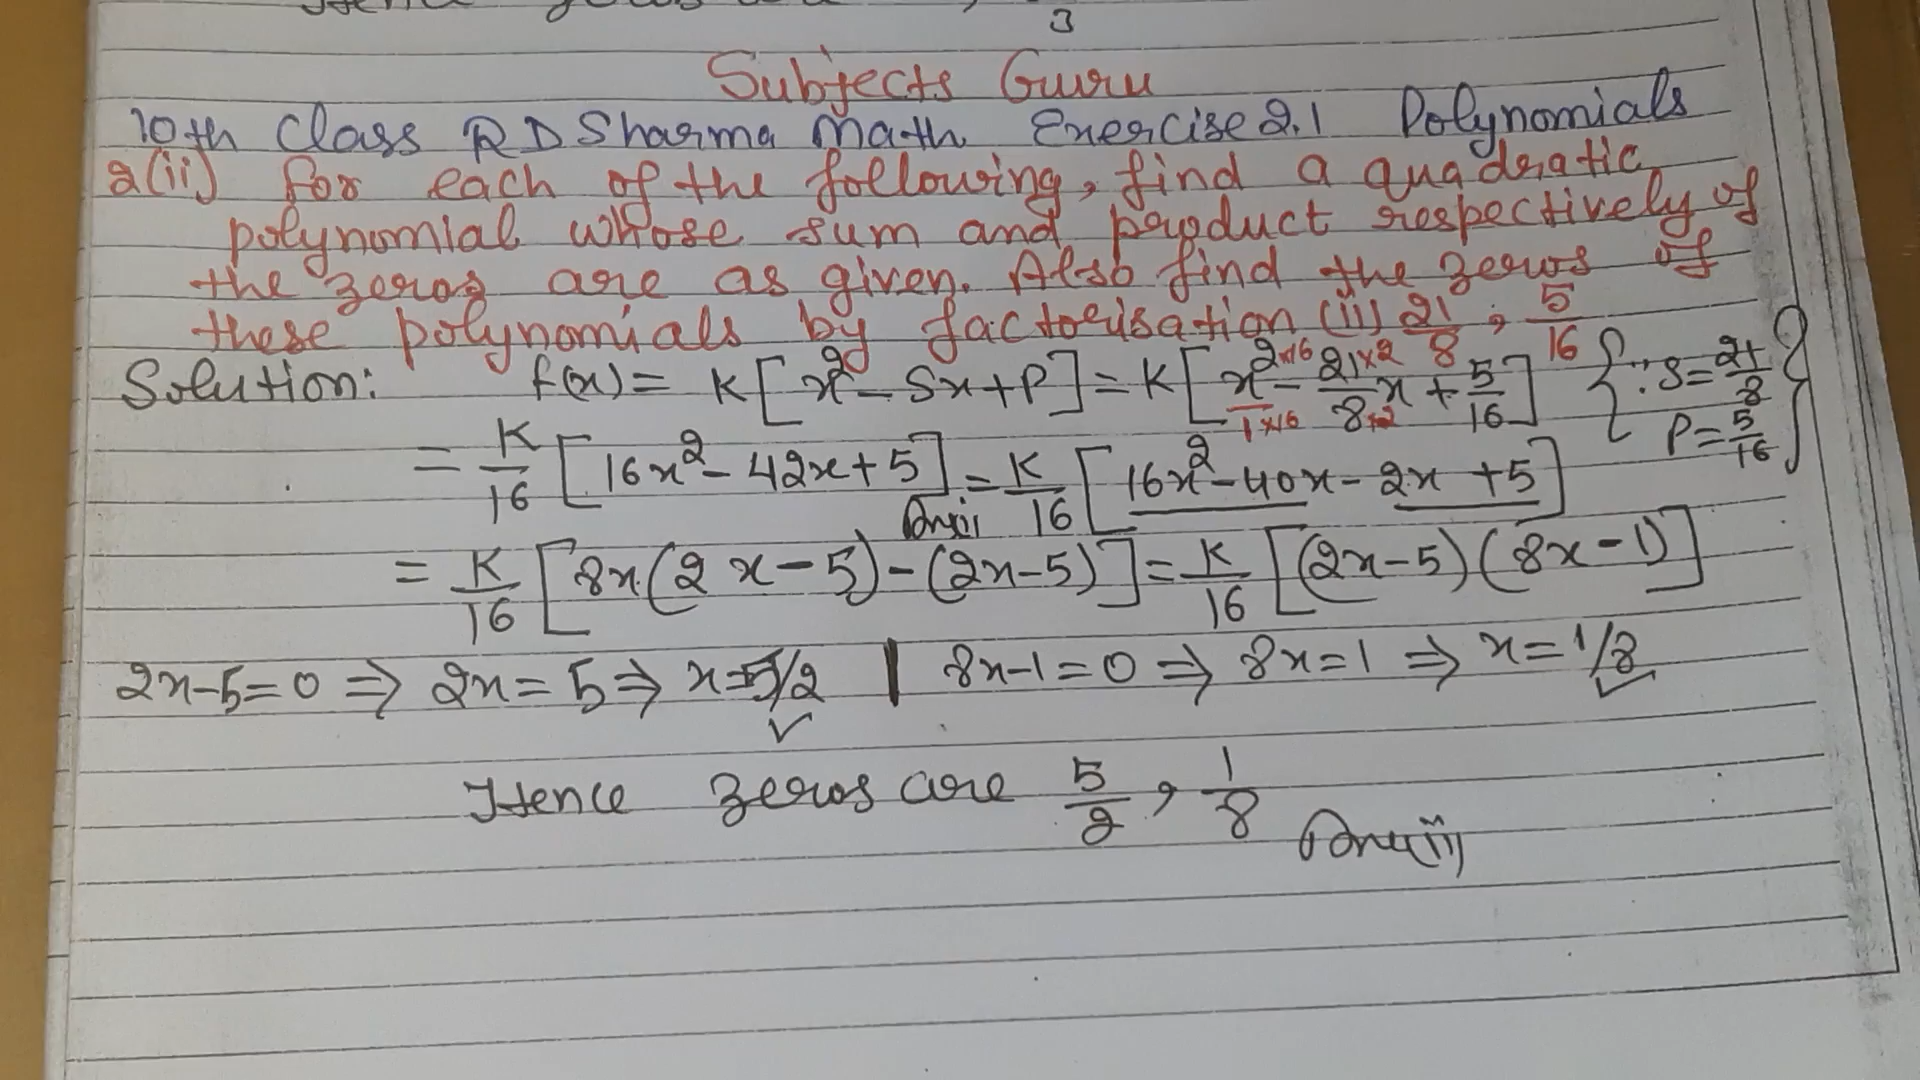 3
Subjects Guru
10th Class RD Sharma Math Exercise 2.1 Polynomials
2(ii) for each of the following, find a quadratic
polynomial whose sum and product respectively of
the zeros are as given. Also find the zeros of
these polynomials by factorisation (ii) 21/8, 5/16
Solution: f(x) = K[x² - Sx + P] = K[x²×16/1×16 - 21×2/8×2 x + 5/16] {∵ S = 21/8 P = 5/16}
= K/16 [16x² - 42x + 5] = K/16 [16x² - 40x - 2x + 5]
= K/16 [8x(2x - 5) - (2x - 5)] = K/16 [(2x - 5)(8x - 1)]
2x - 5 = 0 ⇒ 2x = 5 ⇒ x = 5/2 | 8x - 1 = 0 ⇒ 8x = 1 ⇒ x = 1/8
Hence zeros are 5/2, 1/8